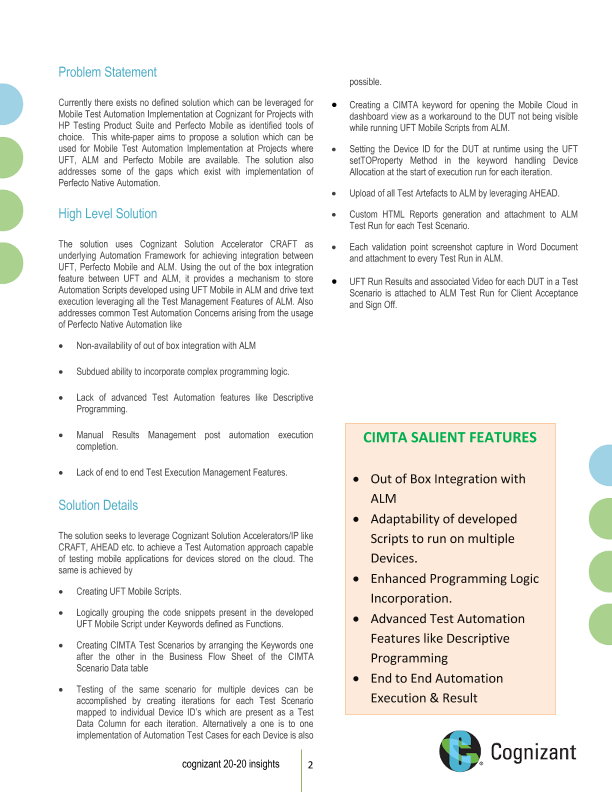 Problem Statement
Currently there exists no defined solution which can be leveraged for
Mobile Test Automation Implementation at Cognizant for Projects with
HP Testing Product Suite and Perfecto Mobile as identified tools of
choice. This white-paper aims to propose a solution which can be
used for Mobile Test Automation Implementation at Projects where
UFT, ALM and Perfecto Mobile are available. The solution also
addresses some of the gaps which exist with implementation of
Perfecto Native Automation.
High Level Solution
The solution uses Cognizant Solution Accelerator CRAFT as
underlying Automation Framework for achieving integration between
UFT, Perfecto Mobile and ALM. Using the out of the box integration
feature between UFT and ALM, it provides a mechanism to store
Automation Scripts developed using UFT Mobile in ALM and drive text
execution leveraging all the Test Management Features of ALM. Also
addresses common Test Automation Concerns arising from the usage
of Perfecto Native Automation like
• Non-availability of out of box integration with ALM
• Subdued ability to incorporate complex programming logic.
• Lack of advanced Test Automation features like Descriptive
Programming.
• Manual Results Management post automation execution
completion.
• Lack of end to end Test Execution Management Features.
Solution Details
The solution seeks to leverage Cognizant Solution Accelerators/IP like
CRAFT, AHEAD etc. to achieve a Test Automation approach capable
of testing mobile applications for devices stored on the cloud. The
same is achieved by
• Creating UFT Mobile Scripts.
• Logically grouping the code snippets present in the developed
UFT Mobile Script under Keywords defined as Functions.
• Creating CIMTA Test Scenarios by arranging the Keywords one
after the other in the Business Flow Sheet of the CIMTA
Scenario Data table
• Testing of the same scenario for multiple devices can be
accomplished by creating iterations for each Test Scenario
mapped to individual Device ID's which are present as a Test
Data Column for each iteration. Alternatively a one is to one
implementation of Automation Test Cases for each Device is also
possible.
• Creating a CIMTA keyword for opening the Mobile Cloud in
dashboard view as a workaround to the DUT not being visible
while running UFT Mobile Scripts from ALM.
• Setting the Device ID for the DUT at runtime using the UFT
setTOProperty Method in the keyword handling Device
Allocation at the start of execution run for each iteration.
• Upload of all Test Artefacts to ALM by leveraging AHEAD.
• Custom HTML Reports generation and attachment to ALM
Test Run for each Test Scenario.
• Each validation point screenshot capture in Word Document
and attachment to every Test Run in ALM.
• UFT Run Results and associated Video for each DUT in a Test
Scenario is attached to ALM Test Run for Client Acceptance
and Sign Off.
CIMTA SALIENT FEATURES
• Out of Box Integration with
ALM
• Adaptability of developed
Scripts to run on multiple
Devices.
• Enhanced Programming Logic
Incorporation.
• Advanced Test Automation
Features like Descriptive
Programming
• End to End Automation
Execution & Result
cognizant 20-20 insights 2
Cognizant